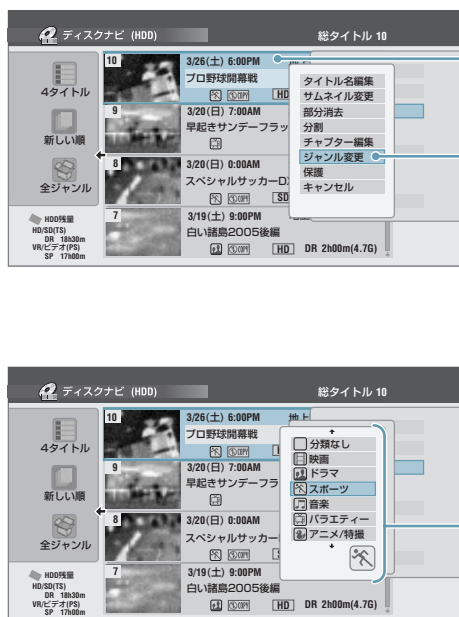 ディスクナビ (HDD)
総タイトル 10
4タイトル
新しい順
全ジャンル
HDD残量
HD/SD(TS)
DR 18h30m
VR/ビデオ(PS)
SP 17h00m
10
3/26(土) 6:00PM
プロ野球開幕戦
COPY HD
9
3/20(日) 7:00AM
早起きサンデーフラッ
8
3/20(日) 0:00AM
スペシャルサッカーD
COPY SD
7
3/19(土) 9:00PM
白い諸島2005後編
COPY HD DR 2h00m(4.7G)
タイトル名編集
サムネイル変更
部分消去
分割
チャプター編集
ジャンル変更
保護
キャンセル
ディスクナビ (HDD)
総タイトル 10
4タイトル
新しい順
全ジャンル
HDD残量
HD/SD(TS)
DR 18h30m
VR/ビデオ(PS)
SP 17h00m
10
3/26(土) 6:00PM 地上
プロ野球開幕戦
COPY
9
3/20(日) 7:00AM
早起きサンデーフラ
8
3/20(日) 0:00AM
スペシャルサッカー
COPY
7
3/19(土) 9:00PM
白い諸島2005後編
COPY HD DR 2h00m(4.7G)
分類なし
映画
ドラマ
スポーツ
音楽
バラエティー
アニメ/特撮